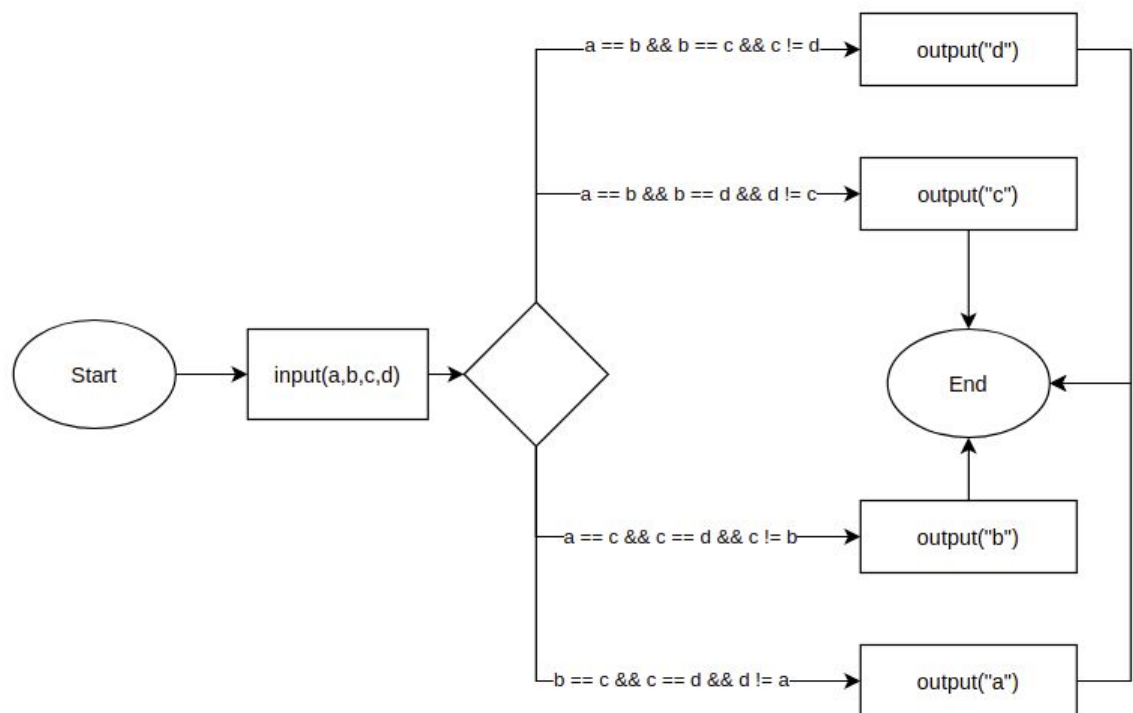 a == b && b == c && c != d
output("d")
a == b && b == d && d != c
output("c")
Start
input(a,b,c,d)
End
a == c && c == d && c != b
output("b")
b == c && c == d && d != a
output("a")